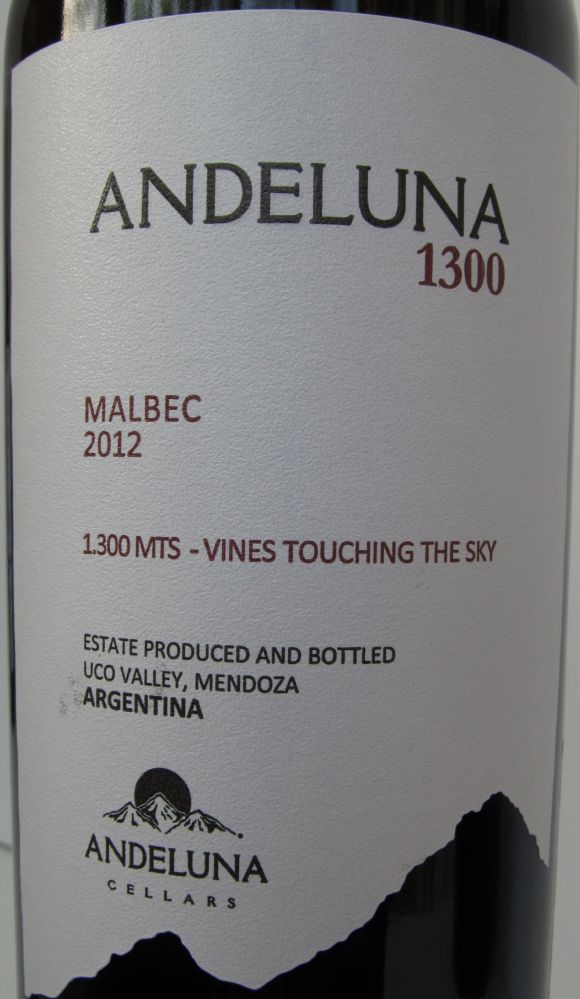 ANDELUNA
1300
MALBEC
2012
1.300 MTS - VINES TOUCHING THE SKY
ESTATE PRODUCED AND BOTTLED
UCO VALLEY, MENDOZA
ARGENTINA
ANDELUNA
CELLARS